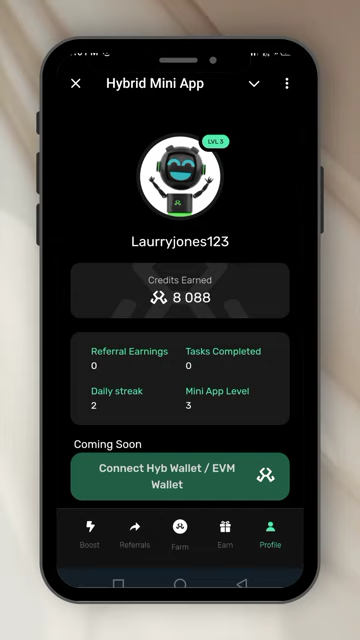 Hybrid Mini App
LVL 3
Laurryjones123
Credits Earned
8 088
Referral Earnings
Tasks Completed
0
0
Daily streak
Mini App Level
2
3
Coming Soon
Connect Hyb Wallet / EVM
Wallet
Boost
Referrals
Farm
Earn
Profile